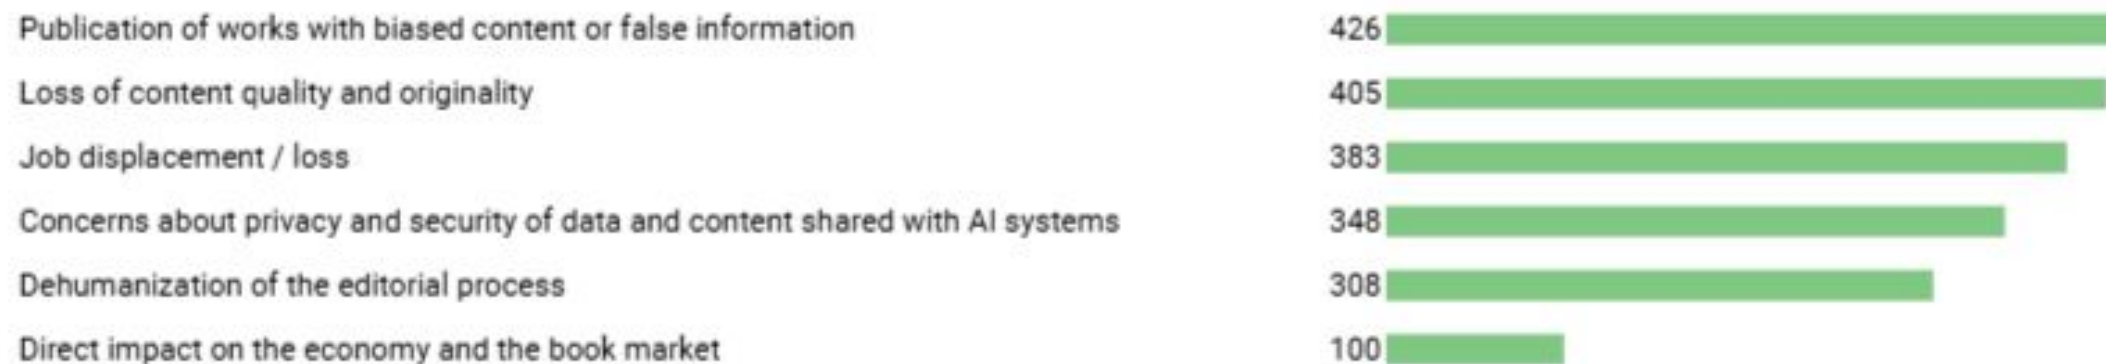 Publication of works with biased content or false information 426
Loss of content quality and originality 405
Job displacement / loss 383
Concerns about privacy and security of data and content shared with AI systems 348
Dehumanization of the editorial process 308
Direct impact on the economy and the book market 100